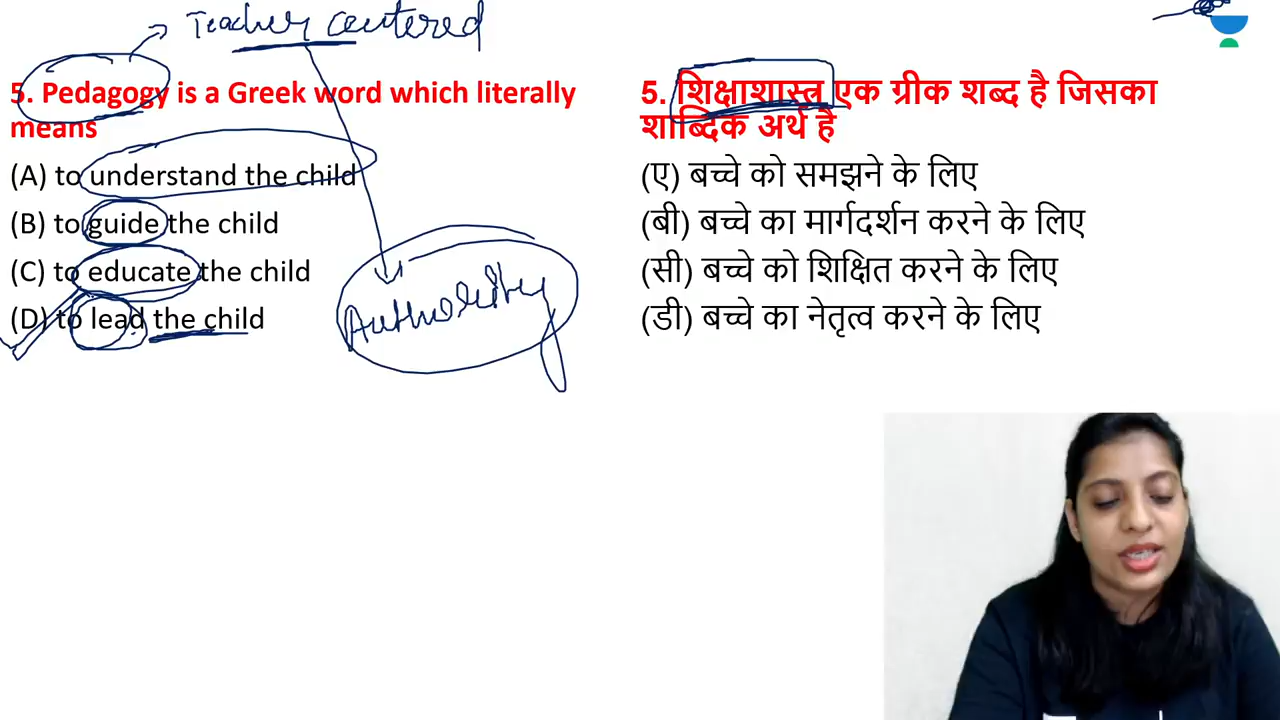 Teacher centered
5. Pedagogy is a Greek word which literally
means
(A) to understand the child
(B) to guide the child
(C) to educate the child
(D) to lead the child
Authority
5. शिक्षाशास्त्र एक ग्रीक शब्द है जिसका
शाब्दिक अर्थ है
(ए) बच्चे को समझने के लिए
(बी) बच्चे का मार्गदर्शन करने के लिए
(सी) बच्चे को शिक्षित करने के लिए
(डी) बच्चे का नेतृत्व करने के लिए